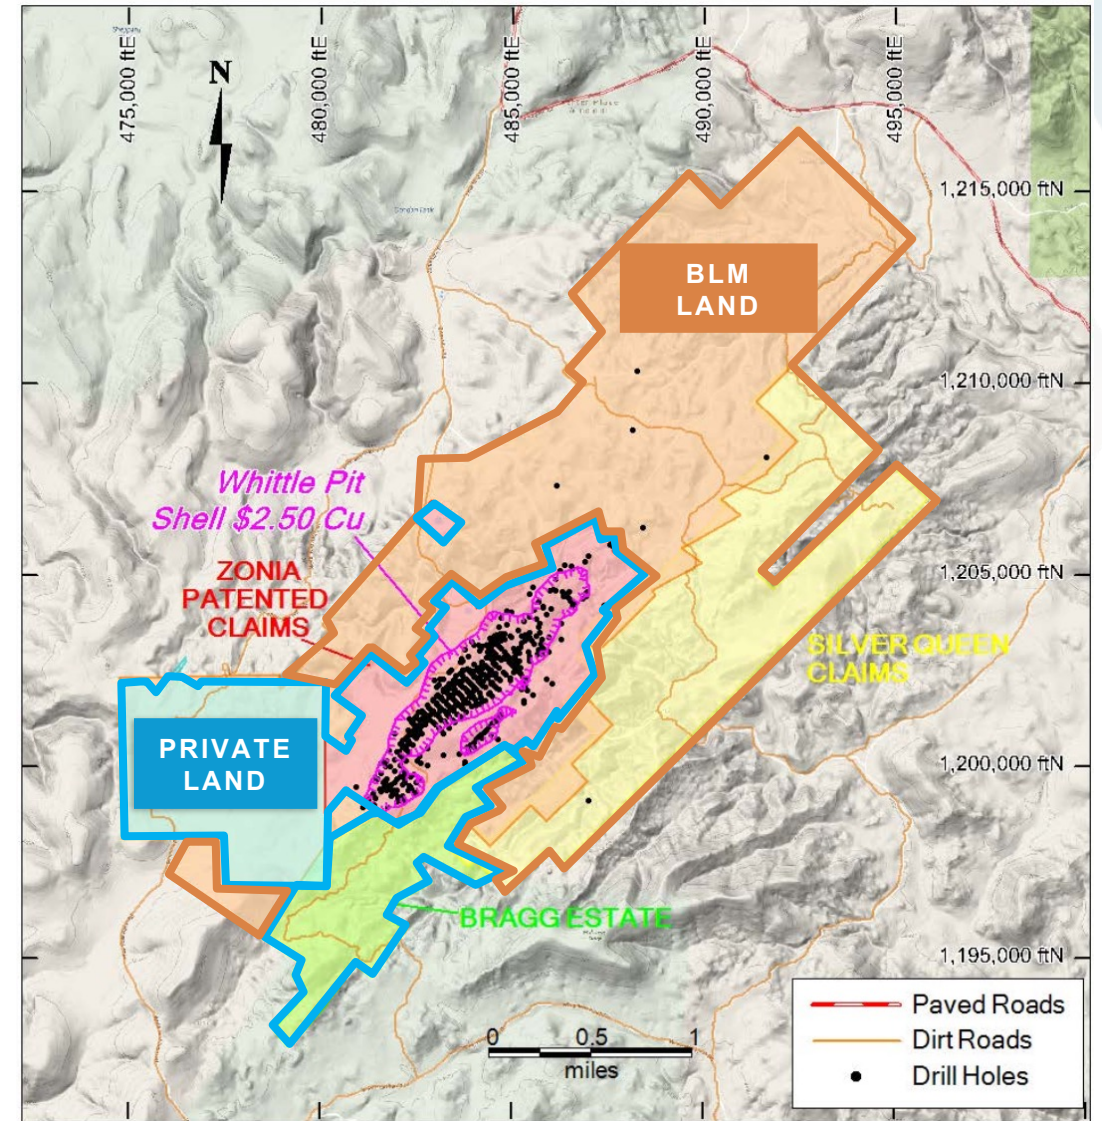 475,000 ftE
480,000 ftE
485,000 ftE
490,000 ftE
495,000 ftE
N
1,215,000 ftN
BLM
LAND
1,210,000 ftN
Whittle Pit
Shell $2.50 Cu
ZONIA
PATENTED
CLAIMS
1,205,000 ftN
SILVER QUEEN
CLAIMS
PRIVATE
LAND
1,200,000 ftN
BRAGG ESTATE
1,195,000 ftN
0 0.5 1
miles
Paved Roads
Dirt Roads
Drill Holes